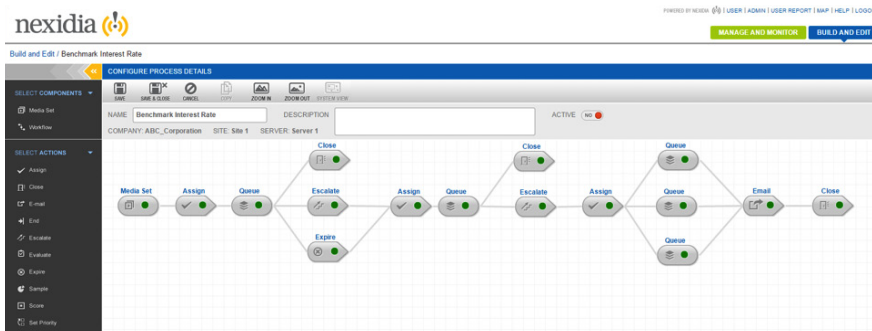 POWERED BY NEXIDIA | USER | ADMIN | USER REPORT | MAP | HELP | LOGO
nexidia
MANAGE AND MONITOR BUILD AND EDIT
Build and Edit / Benchmark Interest Rate
CONFIGURE PROCESS DETAILS
SELECT COMPONENTS
Media Set
Workflow
SELECT ACTIONS
Assign
Close
E-mail
End
Escalate
Evaluate
Expire
Sample
Score
Set Priority
SAVE SAVE & CLOSE CANCEL COPY ZOOM IN ZOOM OUT SYSTEM VIEW
NAME Benchmark Interest Rate DESCRIPTION ACTIVE NO
COMPANY: ABC_Corporation SITE: Site 1 SERVER: Server 1
Close Close Queue
Media Set Assign Queue Escalate Assign Queue Escalate Assign Queue Email Close
Expire Queue